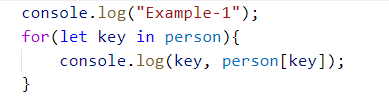 console.log("Example-1");
for(let key in person){
    console.log(key, person[key]);
}